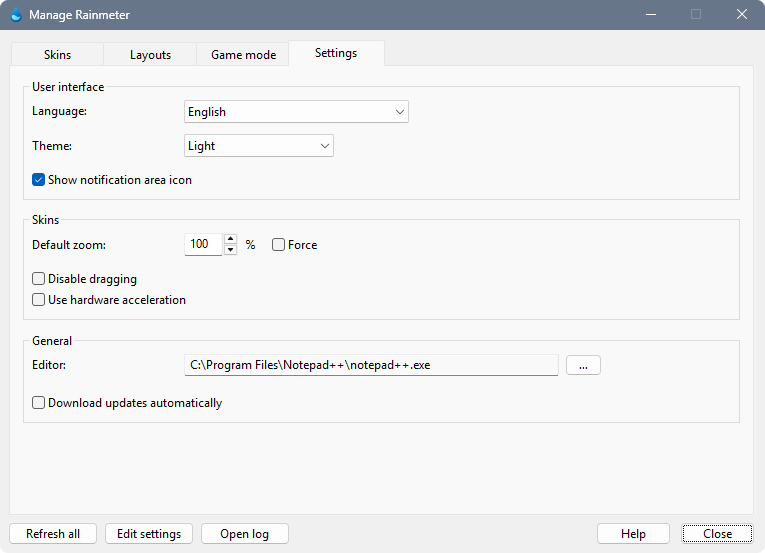 Manage Rainmeter
Skins Layouts Game mode Settings
User interface
Language: English
Theme: Light
Show notification area icon
Skins
Default zoom: 100 % Force
Disable dragging
Use hardware acceleration
General
Editor: C:\Program Files\Notepad++\notepad++.exe ...
Download updates automatically
Refresh all Edit settings Open log Help Close